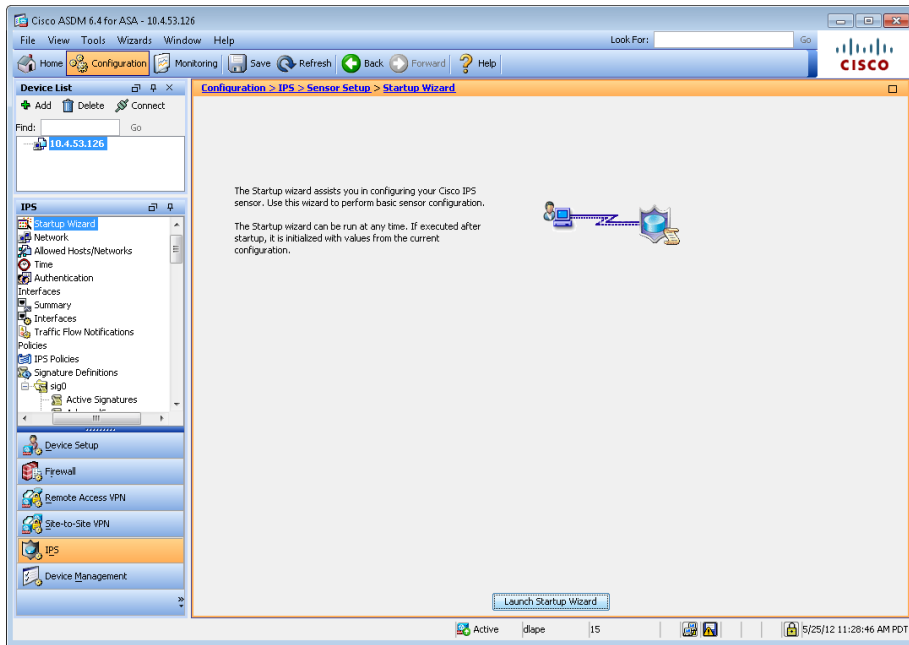 Cisco ASDM 6.4 for ASA - 10.4.53.126
File View Tools Wizards Window Help
Look For:
Go
Home Configuration Monitoring Save Refresh Back Forward Help
CISCO
Device List
Add Delete Connect
Find:
Go
10.4.53.126
IPS
Startup Wizard
Network
Allowed Hosts/Networks
Time
Authentication
Interfaces
Summary
Interfaces
Traffic Flow Notifications
Policies
IPS Policies
Signature Definitions
sig0
Active Signatures
Device Setup
Firewall
Remote Access VPN
Site-to-Site VPN
IPS
Device Management
Configuration > IPS > Sensor Setup > Startup Wizard
The Startup wizard assists you in configuring your Cisco IPS
sensor. Use this wizard to perform basic sensor configuration.
The Startup wizard can be run at any time. If executed after
startup, it is initialized with values from the current
configuration.
Launch Startup Wizard
Active dlape 15 5/25/12 11:28:46 AM PDT